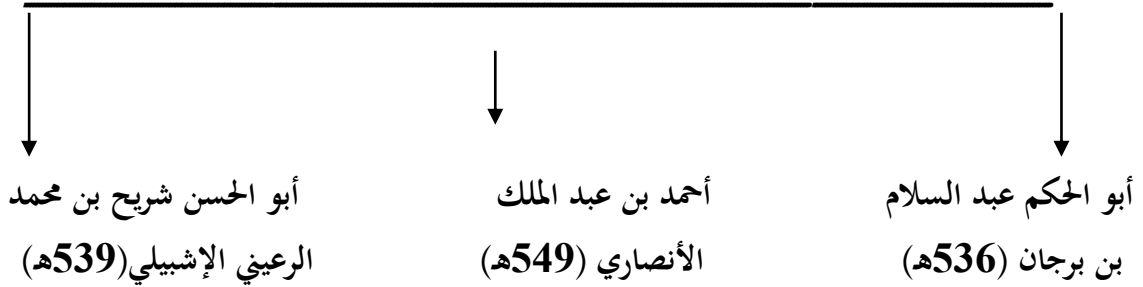 أبو الحكم عبد السلام
بن برجان (536هـ)
أحمد بن عبد الملك
الأنصاري (549هـ)
أبو الحسن شريح بن محمد
الرعيني الإشبيلي(539هـ)